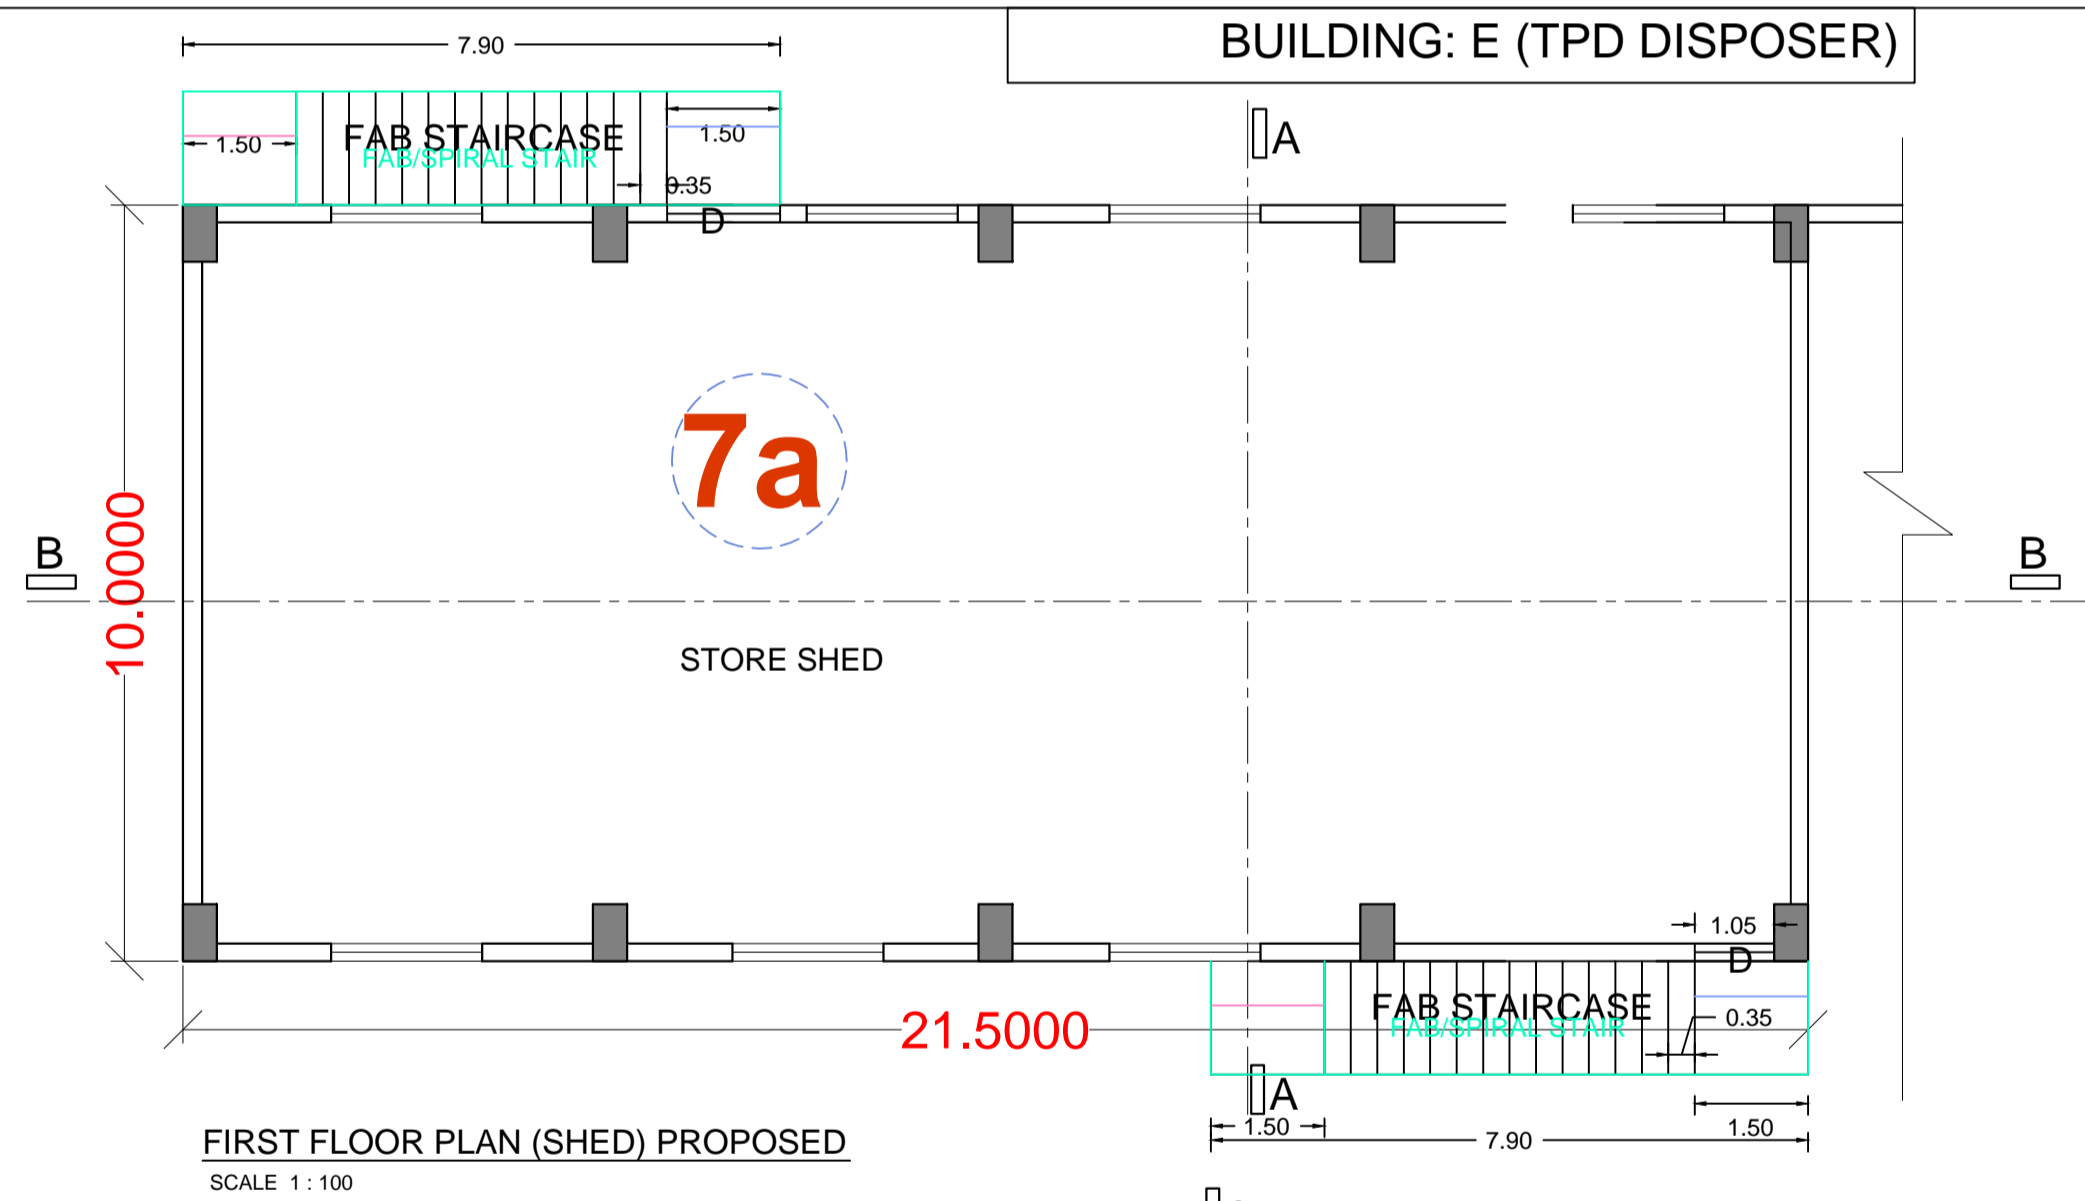 BUILDING: E (TPD DISPOSER)
7.90
1.50
FAB STAIRCASE
FAB/SPIRAL STAIR
1.50
0.35
D
A
7a
B
10.0000
B
STORE SHED
1.05
D
FAB STAIRCASE
FAB/SPIRAL STAIR
0.35
21.5000
A
1.50
7.90
1.50
FIRST FLOOR PLAN (SHED) PROPOSED
SCALE 1 : 100